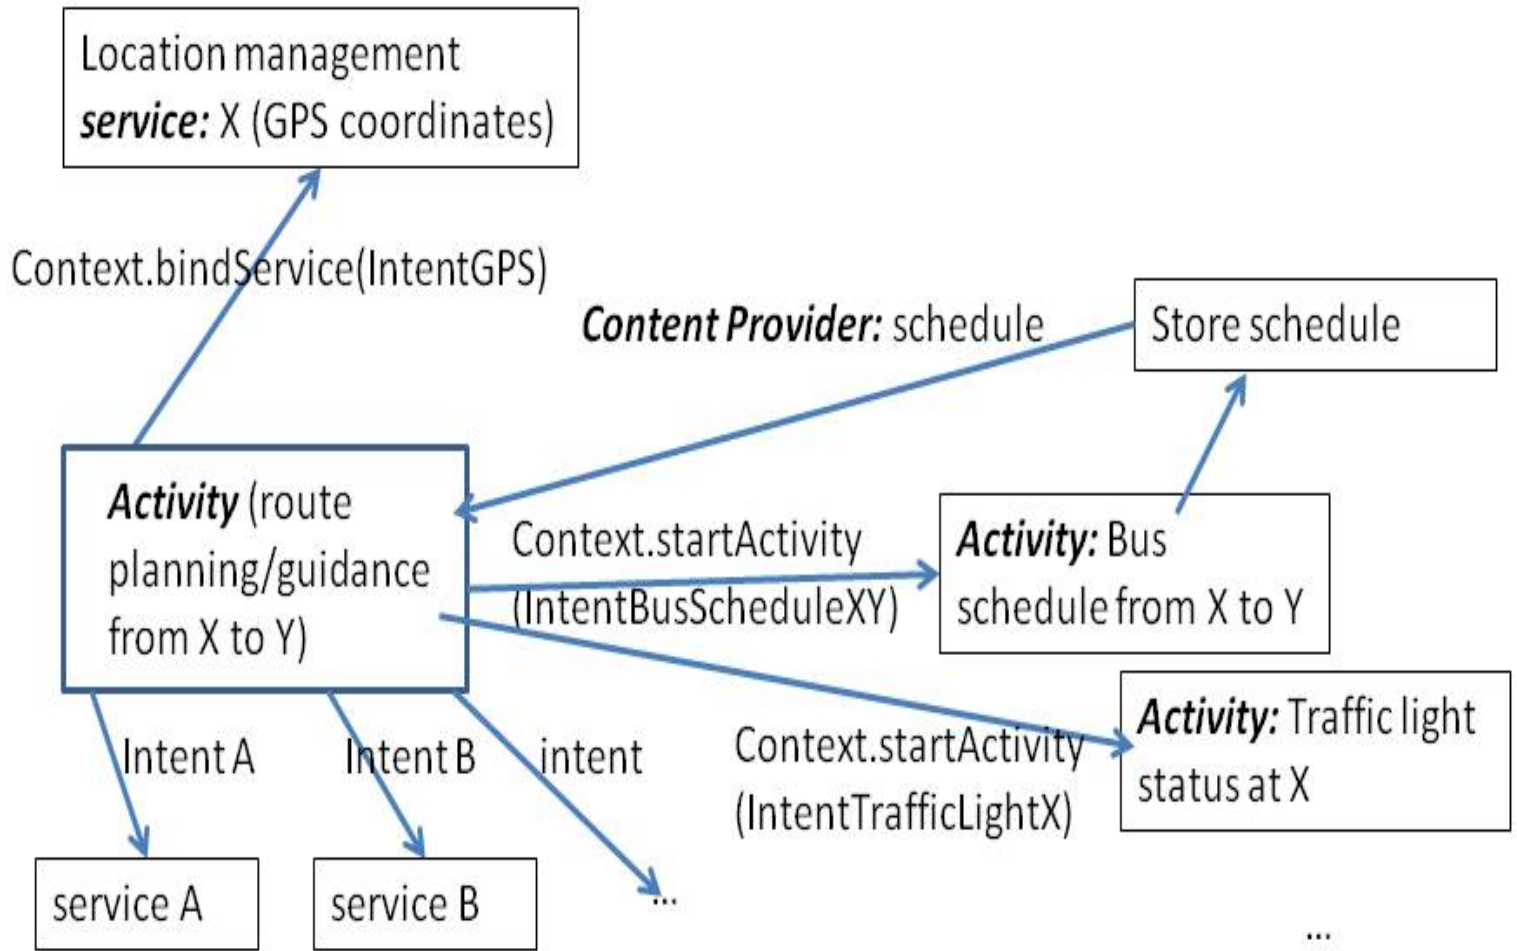 Location management
service: X (GPS coordinates)
Context.bindService(IntentGPS)
Content Provider: schedule
Store schedule
Activity (route
planning/guidance
from X to Y)
Context.startActivity
(IntentBusScheduleXY)
Activity: Bus
schedule from X to Y
Activity: Traffic light
status at X
Context.startActivity
(IntentTrafficLightX)
Intent A
Intent B
intent
service A
service B
...
...